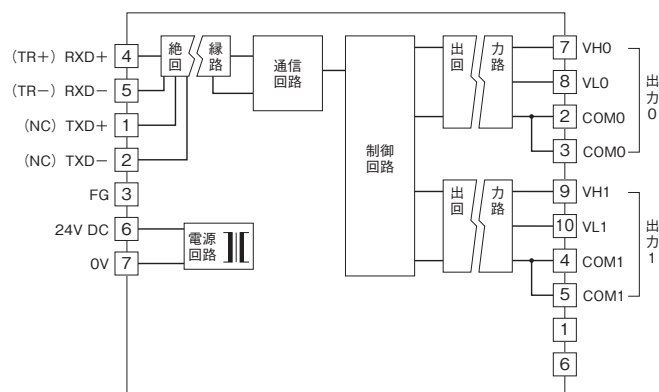 (TR+) RXD+ 4
(TR−) RXD− 5
(NC) TXD+ 1
(NC) TXD− 2
FG 3
24V DC 6
0V 7
絶縁
回路
通信
回路
電源
回路
制御
回路
出力
回路
出力
回路
7 VH0
8 VL0
2 COM0
3 COM0
出力0
9 VH1
10 VL1
4 COM1
5 COM1
出力1
1
6